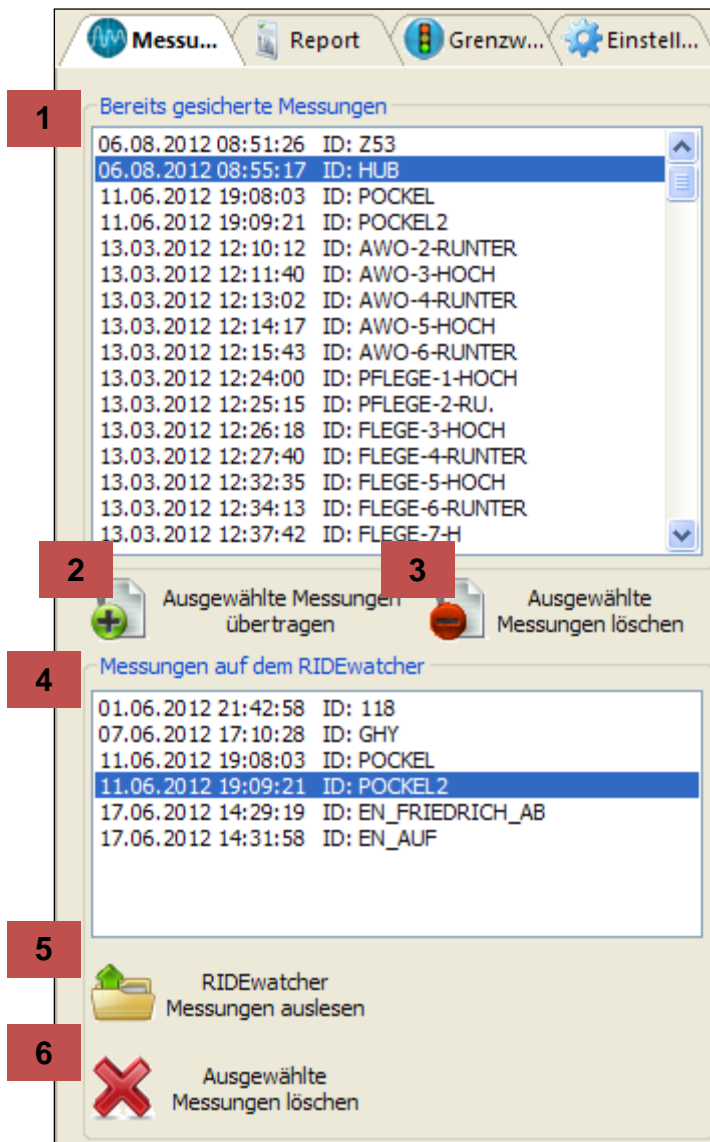 Messu... Report Grenzw... Einstell...
1
Bereits gesicherte Messungen
06.08.2012 08:51:26 ID: Z53
06.08.2012 08:55:17 ID: HUB
11.06.2012 19:08:03 ID: POCKEL
11.06.2012 19:09:21 ID: POCKEL2
13.03.2012 12:10:12 ID: AWO-2-RUNTER
13.03.2012 12:11:40 ID: AWO-3-HOCH
13.03.2012 12:13:02 ID: AWO-4-RUNTER
13.03.2012 12:14:17 ID: AWO-5-HOCH
13.03.2012 12:15:43 ID: AWO-6-RUNTER
13.03.2012 12:24:00 ID: PFLEGE-1-HOCH
13.03.2012 12:25:15 ID: PFLEGE-2-RU.
13.03.2012 12:26:18 ID: FLEGE-3-HOCH
13.03.2012 12:27:40 ID: FLEGE-4-RUNTER
13.03.2012 12:32:35 ID: FLEGE-5-HOCH
13.03.2012 12:34:13 ID: FLEGE-6-RUNTER
13.03.2012 12:37:42 ID: FLEGE-7-H
2
Ausgewählte Messungen
übertragen
3
Ausgewählte
Messungen löschen
4
Messungen auf dem RIDEwatcher
01.06.2012 21:42:58 ID: 118
07.06.2012 17:10:28 ID: GHY
11.06.2012 19:08:03 ID: POCKEL
11.06.2012 19:09:21 ID: POCKEL2
17.06.2012 14:29:19 ID: EN_FRIEDRICH_AB
17.06.2012 14:31:58 ID: EN_AUF
5
RIDEwatcher
Messungen auslesen
6
Ausgewählte
Messungen löschen